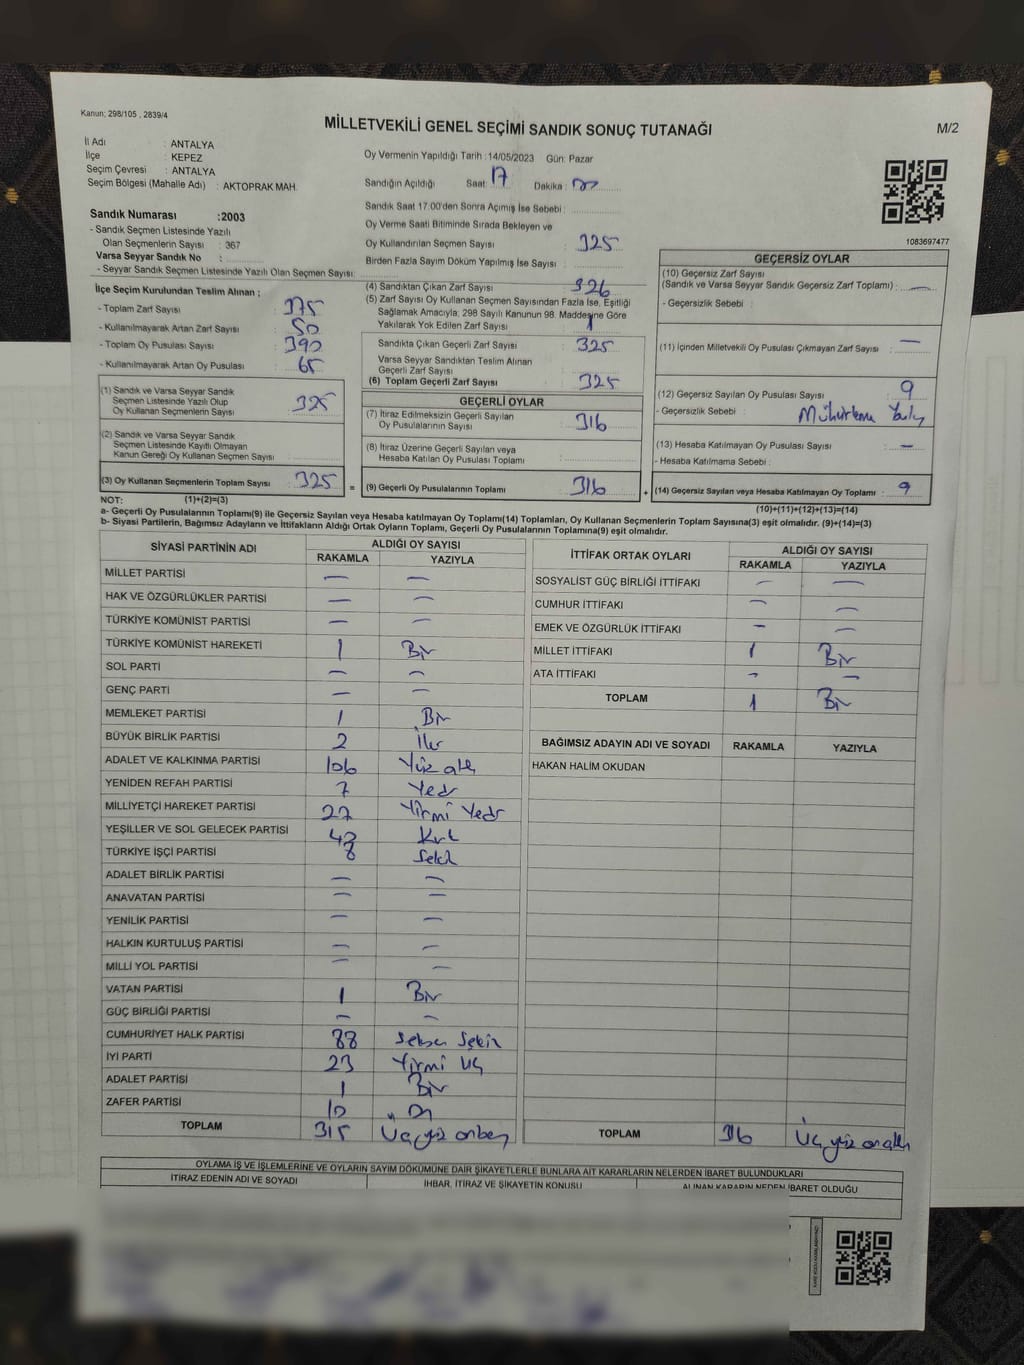 Kanun; 298/105 , 2839/4
MİLLETVEKİLİ GENEL SEÇİMİ SANDIK SONUÇ TUTANAĞI
M/2
İl Adı : ANTALYA
İlçe : KEPEZ
Seçim Çevresi : ANTALYA
Seçim Bölgesi (Mahalle Adı) : AKTOPRAK MAH.
Oy Vermenin Yapıldığı Tarih :14/05/2023 Gün: Pazar
Sandığın Açıldığı Saat: 17 Dakika :
Sandık Saat 17:00'den Sonra Açımış İse Sebebi :
Sandık Numarası :2003
- Sandık Seçmen Listesinde Yazılı
Olan Seçmenlerin Sayısı : 367
Varsa Seyyar Sandık No :
- Seyyar Sandık Seçmen Listesinde Yazılı Olan Seçmen Sayısı:
Oy Verme Saati Bitiminde Sırada Bekleyen ve
Oy Kullandırılan Seçmen Sayısı : 325
Birden Fazla Sayım Döküm Yapılmış İse Sayısı :
1083697477
İlçe Seçim Kurulundan Teslim Alınan ;
- Toplam Zarf Sayısı : 375
- Kullanılmayarak Artan Zarf Sayısı : 50
- Toplam Oy Pusulası Sayısı : 390
- Kullanılmayarak Artan Oy Pusulası : 65
(4) Sandıktan Çıkan Zarf Sayısı : 326
(5) Zarf Sayısı Oy Kullanan Seçmen Sayısından Fazla İse, Eşitliği
Sağlamak Amacıyla; 298 Sayılı Kanunun 98. Maddesine Göre
Yakılarak Yok Edilen Zarf Sayısı : 1
Sandıkta Çıkan Geçerli Zarf Sayısı : 325
Varsa Seyyar Sandıktan Teslim Alınan
Geçerli Zarf Sayısı :
(6) Toplam Geçerli Zarf Sayısı : 325
GEÇERSİZ OYLAR
(10) Geçersiz Zarf Sayısı
(Sandık ve Varsa Seyyar Sandık Geçersiz Zarf Toplamı) : —
- Geçersizlik Sebebi :
(11) İçinden Milletvekili Oy Pusulası Çıkmayan Zarf Sayısı : —
(12) Geçersiz Sayılan Oy Pusulası Sayısı : 9
- Geçersizlik Sebebi :
(13) Hesaba Katılmayan Oy Pusulası Sayısı : —
- Hesaba Katılmama Sebebi :
(14) Geçersiz Sayılan veya Hesaba Katılmayan Oy Toplamı : 9
(10)+(11)+(12)+(13)=(14)
(1) Sandık ve Varsa Seyyar Sandık
Seçmen Listesinde Yazılı Olup
Oy Kullanan Seçmenlerin Sayısı : 325
(2) Sandık ve Varsa Seyyar Sandık
Seçmen Listesinde Kayıtlı Olmayan
Kanun Gereği Oy Kullanan Seçmen Sayısı :
(3) Oy Kullanan Seçmenlerin Toplam Sayısı : 325 =
GEÇERLİ OYLAR
(7) İtiraz Edilmeksizin Geçerli Sayılan
Oy Pusulalarının Sayısı : 316
(8) İtiraz Üzerine Geçerli Sayılan veya
Hesaba Katılan Oy Pusulası Toplamı :
(9) Geçerli Oy Pusulalarının Toplamı : 316 +
NOT: (1)+(2)=(3)
a- Geçerli Oy Pusulalarının Toplamı(9) ile Geçersiz Sayılan veya Hesaba katılmayan Oy Toplamı(14) Toplamları, Oy Kullanan Seçmenlerin Toplam Sayısına(3) eşit olmalıdır. (9)+(14)=(3)
b- Siyasi Partilerin, Bağımsız Adayların ve İttifakların Aldığı Ortak Oyların Toplamı, Geçerli Oy Pusulalarının Toplamına(9) eşit olmalıdır.
SİYASİ PARTİNİN ADI ALDIĞI OY SAYISI
RAKAMLA YAZIYLA
MİLLET PARTİSİ — —
HAK VE ÖZGÜRLÜKLER PARTİSİ — —
TÜRKİYE KOMÜNİST PARTİSİ — —
TÜRKİYE KOMÜNİST HAREKETİ 1 Bir
SOL PARTİ — —
GENÇ PARTİ — —
MEMLEKET PARTİSİ 1 Bir
BÜYÜK BİRLİK PARTİSİ 2 İki
ADALET VE KALKINMA PARTİSİ 106 Yüz altı
YENİDEN REFAH PARTİSİ 7 Yedi
MİLLİYETÇİ HAREKET PARTİSİ 27 Yirmi Yedi
YEŞİLLER VE SOL GELECEK PARTİSİ Kırk
TÜRKİYE İŞÇİ PARTİSİ 8 Sekiz
ADALET BİRLİK PARTİSİ — —
ANAVATAN PARTİSİ — —
YENİLİK PARTİSİ — —
HALKIN KURTULUŞ PARTİSİ — —
MİLLİ YOL PARTİSİ — —
VATAN PARTİSİ 1 Bir
GÜÇ BİRLİĞİ PARTİSİ — —
CUMHURİYET HALK PARTİSİ 88 Seksen Sekiz
İYİ PARTİ 23 Yirmi Üç
ADALET PARTİSİ 1 Bir
ZAFER PARTİSİ 10 On
TOPLAM 315 Üç yüz onbeş
İTTİFAK ORTAK OYLARI ALDIĞI OY SAYISI
RAKAMLA YAZIYLA
SOSYALİST GÜÇ BİRLİĞİ İTTİFAKI — —
CUMHUR İTTİFAKI — —
EMEK VE ÖZGÜRLÜK İTTİFAKI — —
MİLLET İTTİFAKI 1 Bir
ATA İTTİFAKI — —
TOPLAM 1 Bir
BAĞIMSIZ ADAYIN ADI VE SOYADI RAKAMLA YAZIYLA
HAKAN HALİM OKUDAN
TOPLAM 316 Üç yüz on altı
OYLAMA İŞ VE İŞLEMLERİNE VE OYLARIN SAYIM DÖKÜMÜNE DAİR ŞİKAYETLERLE BUNLARA AİT KARARLARIN NELERDEN İBARET BULUNDUKLARI
İTİRAZ EDENİN ADI VE SOYADI İHBAR, İTİRAZ VE ŞİKAYETİN KONUSU ALINAN KARARIN NEDEN İBARET OLDUĞU